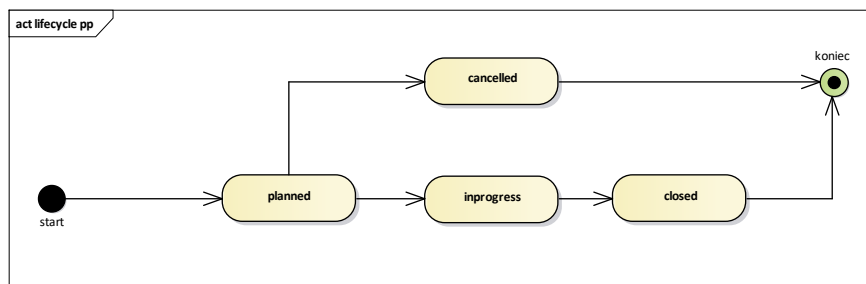 act lifecycle pp
koniec
cancelled
planned
inprogress
closed
start